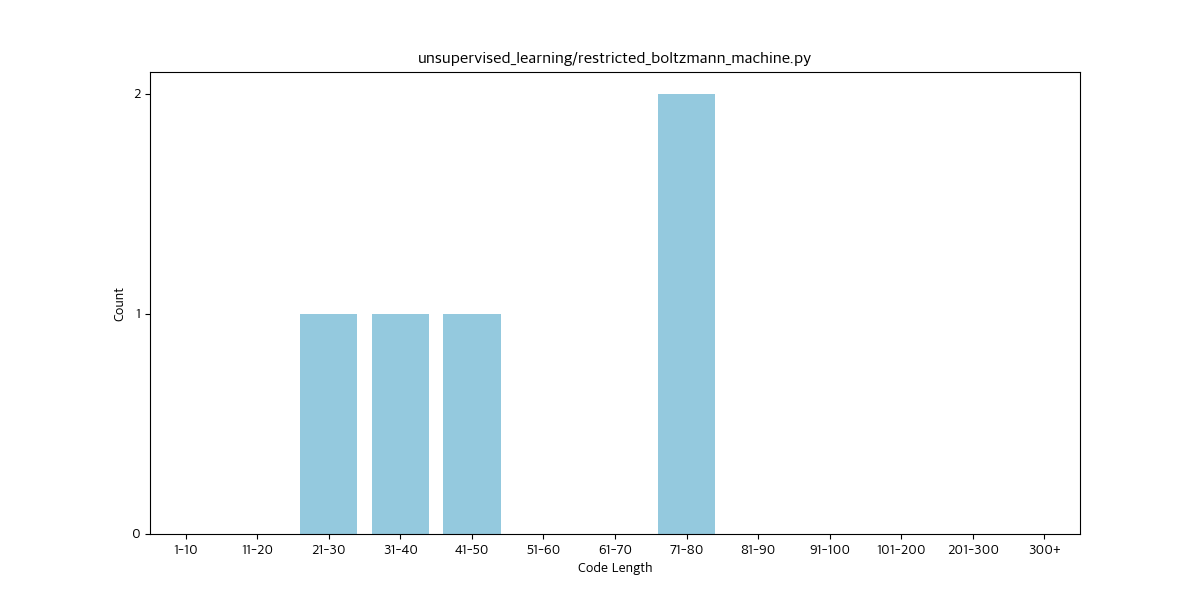 unsupervised_learning/restricted_boltzmann_machine.py
2
1
0
Count
1-10 11-20 21-30 31-40 41-50 51-60 61-70 71-80 81-90 91-100 101-200 201-300 300+
Code Length